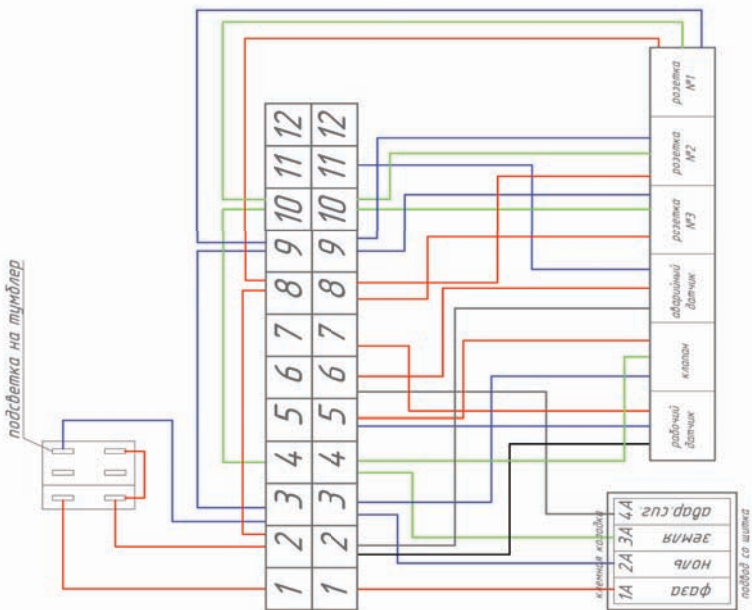 подсветка на тумблер
12 12
11 11
10 10
9 9
8 8
7 7
6 6
5 5
4 4
3 3
2 2
1 1
розетка
№1
розетка
№2
розетка
№3
аварийный
датчик
клапан
рабочий
датчик
клемная колодка
4А авар.сиг.
3А земля
2А ноль
1А фаза
подвод со щитка